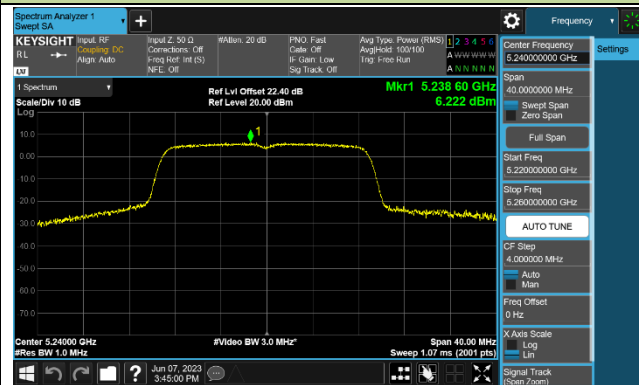 Spectrum Analyzer 1
Swept SA
+
Frequency
KEYSIGHT
RL
LXI
Input: RF
Coupling: DC
Align: Auto
Input Z: 50 Ω
Corrections: Off
Freq Ref: Int (S)
NFE: Off
#Atten: 20 dB
PNO: Fast
Gate: Off
IF Gain: Low
Sig Track: Off
Avg Type: Power (RMS)
Avg|Hold: 100/100
Trig: Free Run
1 2 3 4 5 6
A W W W W W
A N N N N N
1 Spectrum
Scale/Div 10 dB
Log
Ref Lvl Offset 22.40 dB
Ref Level 20.00 dBm
Mkr1 5.238 60 GHz
6.222 dBm
1
10.0
0.00
-10.0
-20.0
-30.0
-40.0
-50.0
-60.0
-70.0
Center 5.24000 GHz
#Res BW 1.0 MHz
#Video BW 3.0 MHz*
Span 40.00 MHz
Sweep 1.07 ms (2001 pts)
Jun 07, 2023
3:45:00 PM
Settings
Center Frequency
5.240000000 GHz
Span
40.0000000 MHz
Swept Span
Zero Span
Full Span
Start Freq
5.220000000 GHz
Stop Freq
5.260000000 GHz
AUTO TUNE
CF Step
4.000000 MHz
Auto
Man
Freq Offset
0 Hz
X Axis Scale
Log
Lin
Signal Track
(Span Zoom)